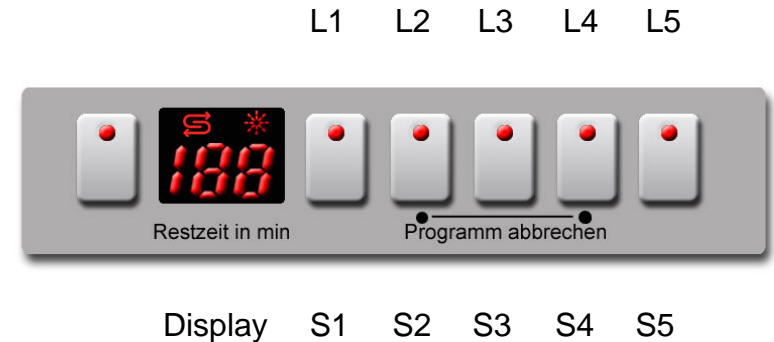 L1 L2 L3 L4 L5
188
Restzeit in min Programm abbrechen
Display S1 S2 S3 S4 S5